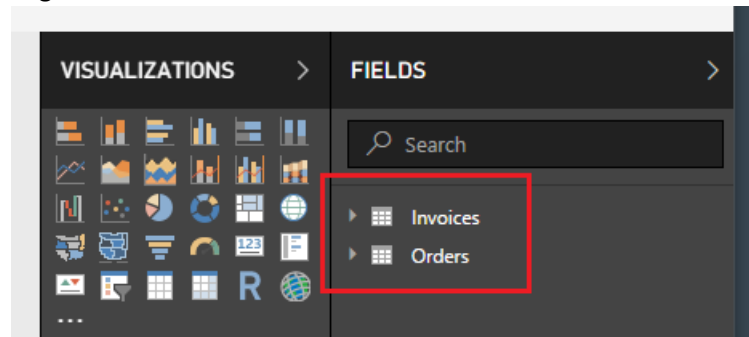 VISUALIZATIONS
FIELDS
Search
Invoices
Orders
123
R